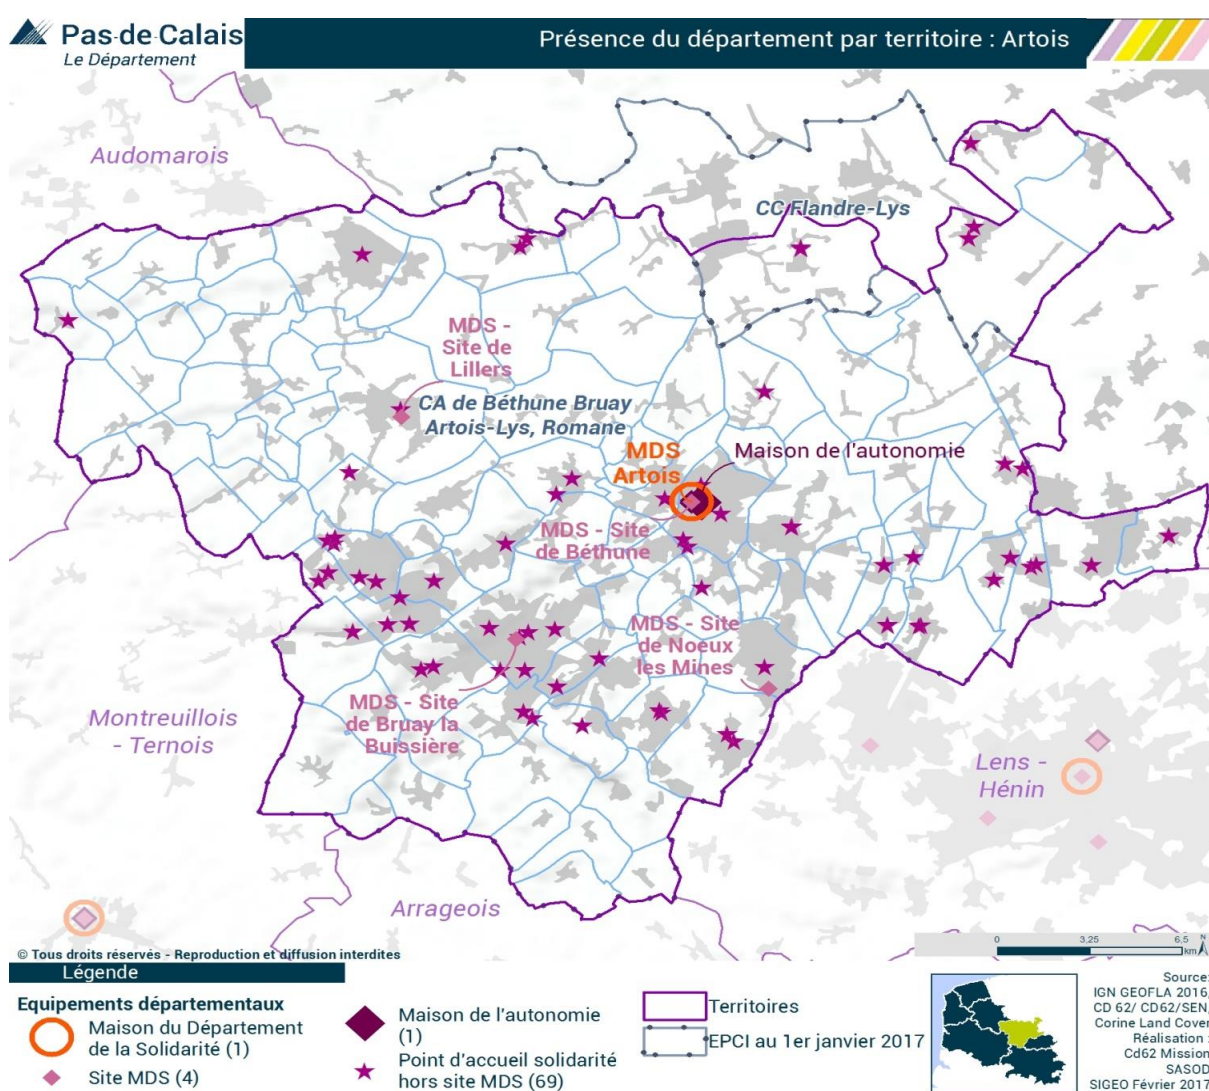 Pas-de-Calais
Le Département
Présence du département par territoire : Artois
Audomarois
CC Flandre-Lys
MDS -
Site de
Lillers
CA de Béthune Bruay
Artois-Lys, Romane
MDS
Artois
Maison de l'autonomie
MDS - Site
de Béthune
MDS - Site
de Noeux
les Mines
MDS - Site
de Bruay la
Buissière
Montreuillois
- Ternois
Lens -
Hénin
Arrageois
© Tous droits réservés - Reproduction et diffusion interdites
0 3,25 6,5
km
N
Légende
Equipements départementaux
Maison du Département
de la Solidarité (1)
Site MDS (4)
Maison de l'autonomie
(1)
Point d'accueil solidarité
hors site MDS (69)
Territoires
EPCI au 1er janvier 2017
Source:
IGN GEOFLA 2016,
CD 62/ CD62/SEN,
Corine Land Cover
Réalisation :
Cd62 Mission
SASOD
SIGEO Février 2017